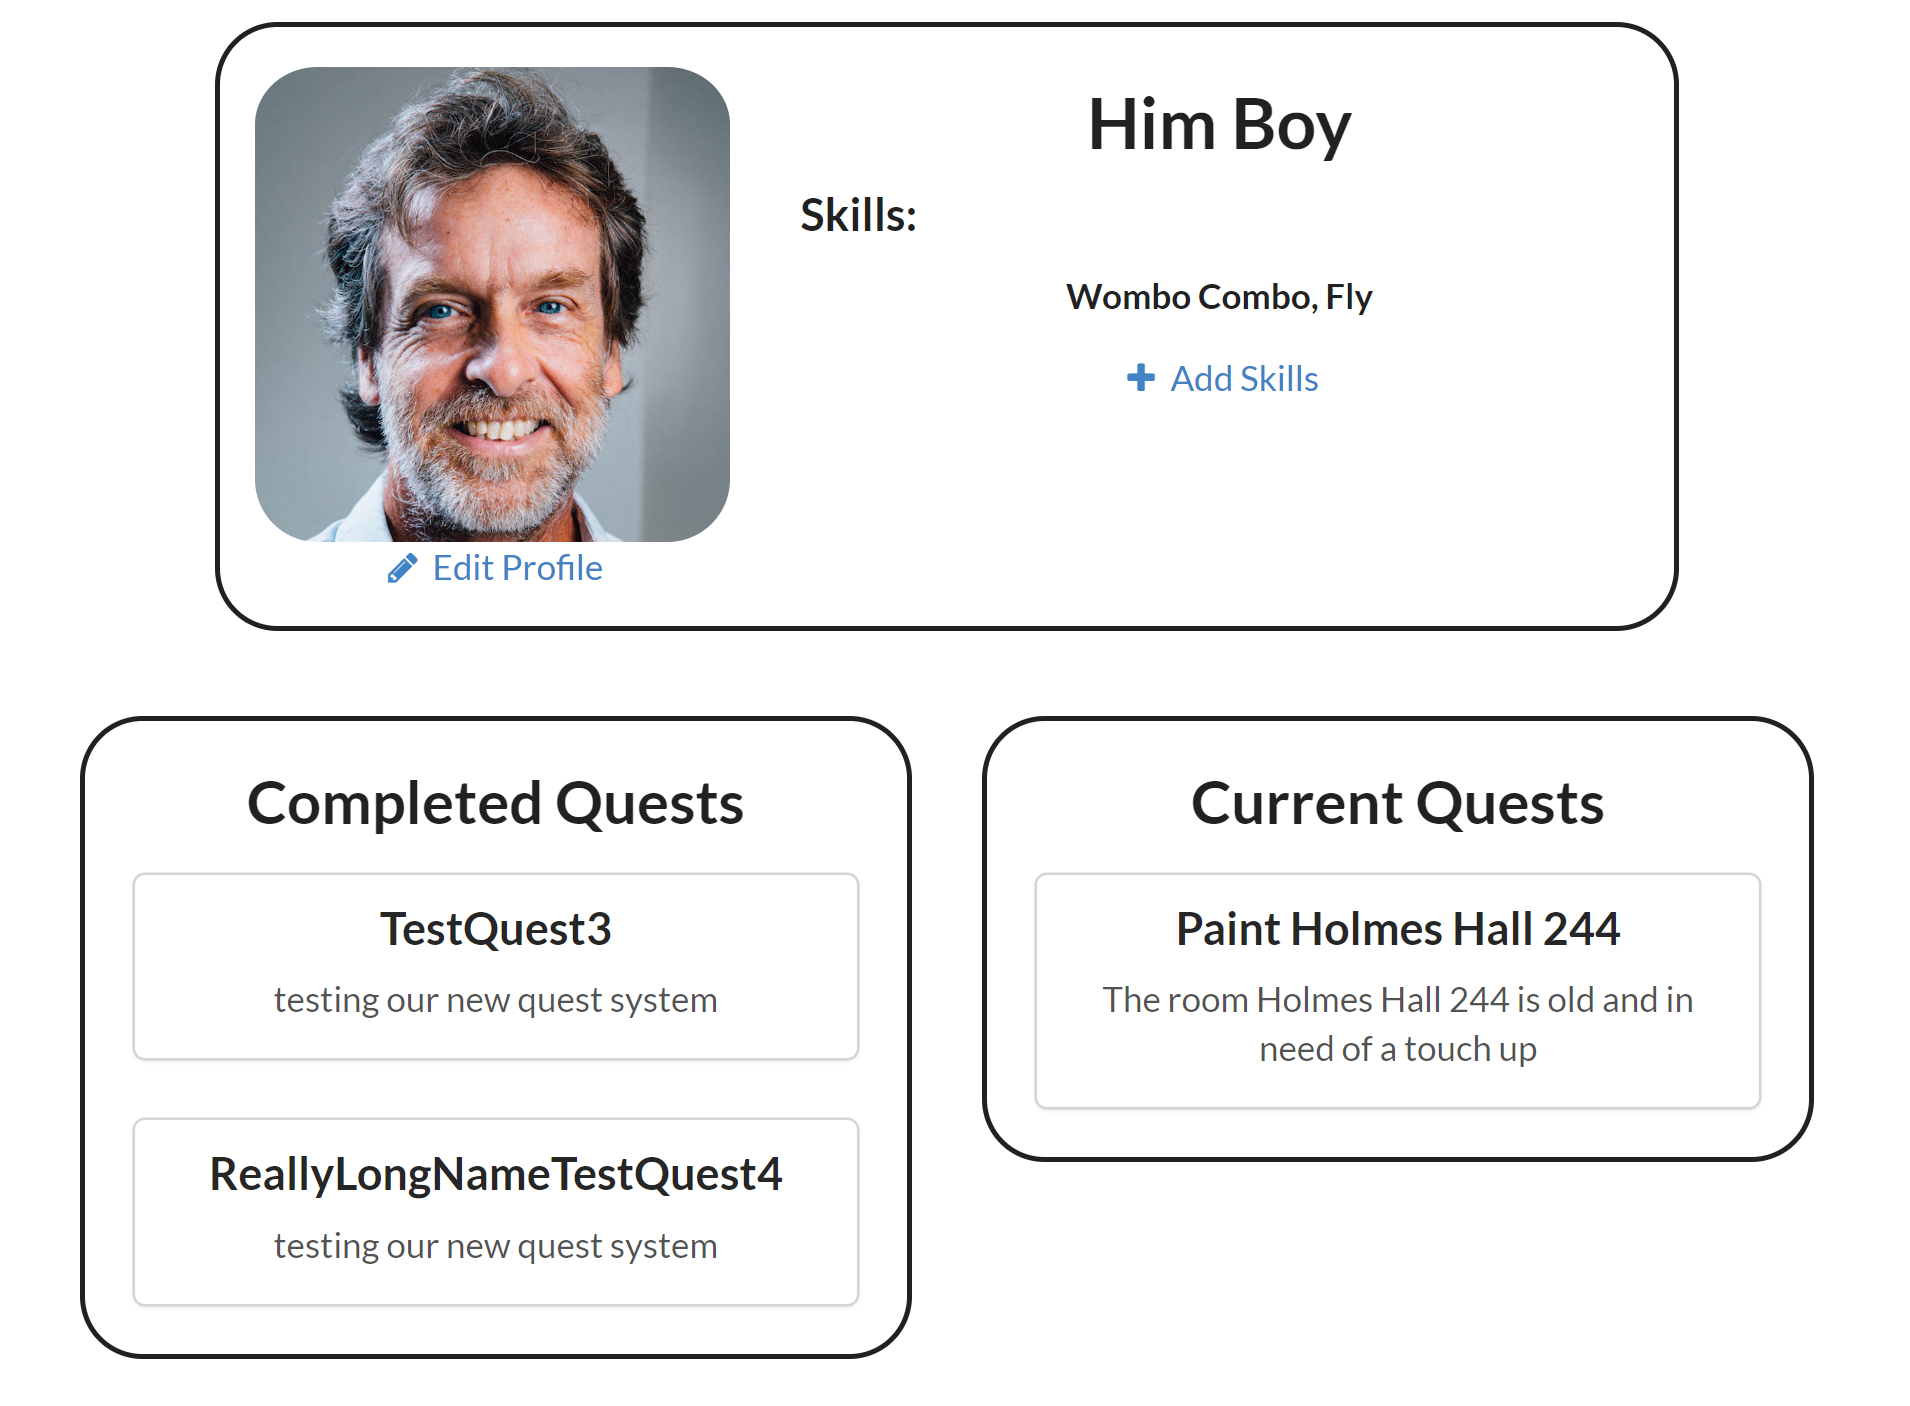 Him Boy
Skills:
Wombo Combo, Fly
Add Skills
Edit Profile
Completed Quests
TestQuest3
testing our new quest system
ReallyLongNameTestQuest4
testing our new quest system
Current Quests
Paint Holmes Hall 244
The room Holmes Hall 244 is old and in
need of a touch up